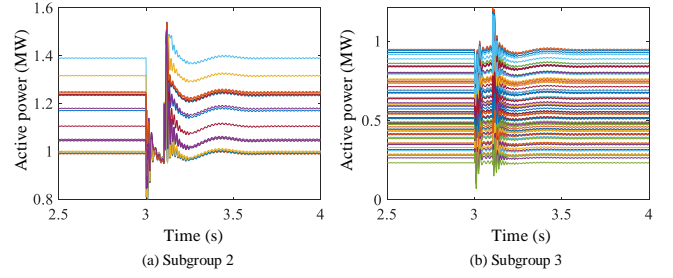 1.6
1.4
1.2
1
0.8
Active power (MW)
2.5 3 3.5 4
Time (s)
(a) Subgroup 2
1
0.5
0
Active power (MW)
2.5 3 3.5 4
Time (s)
(b) Subgroup 3